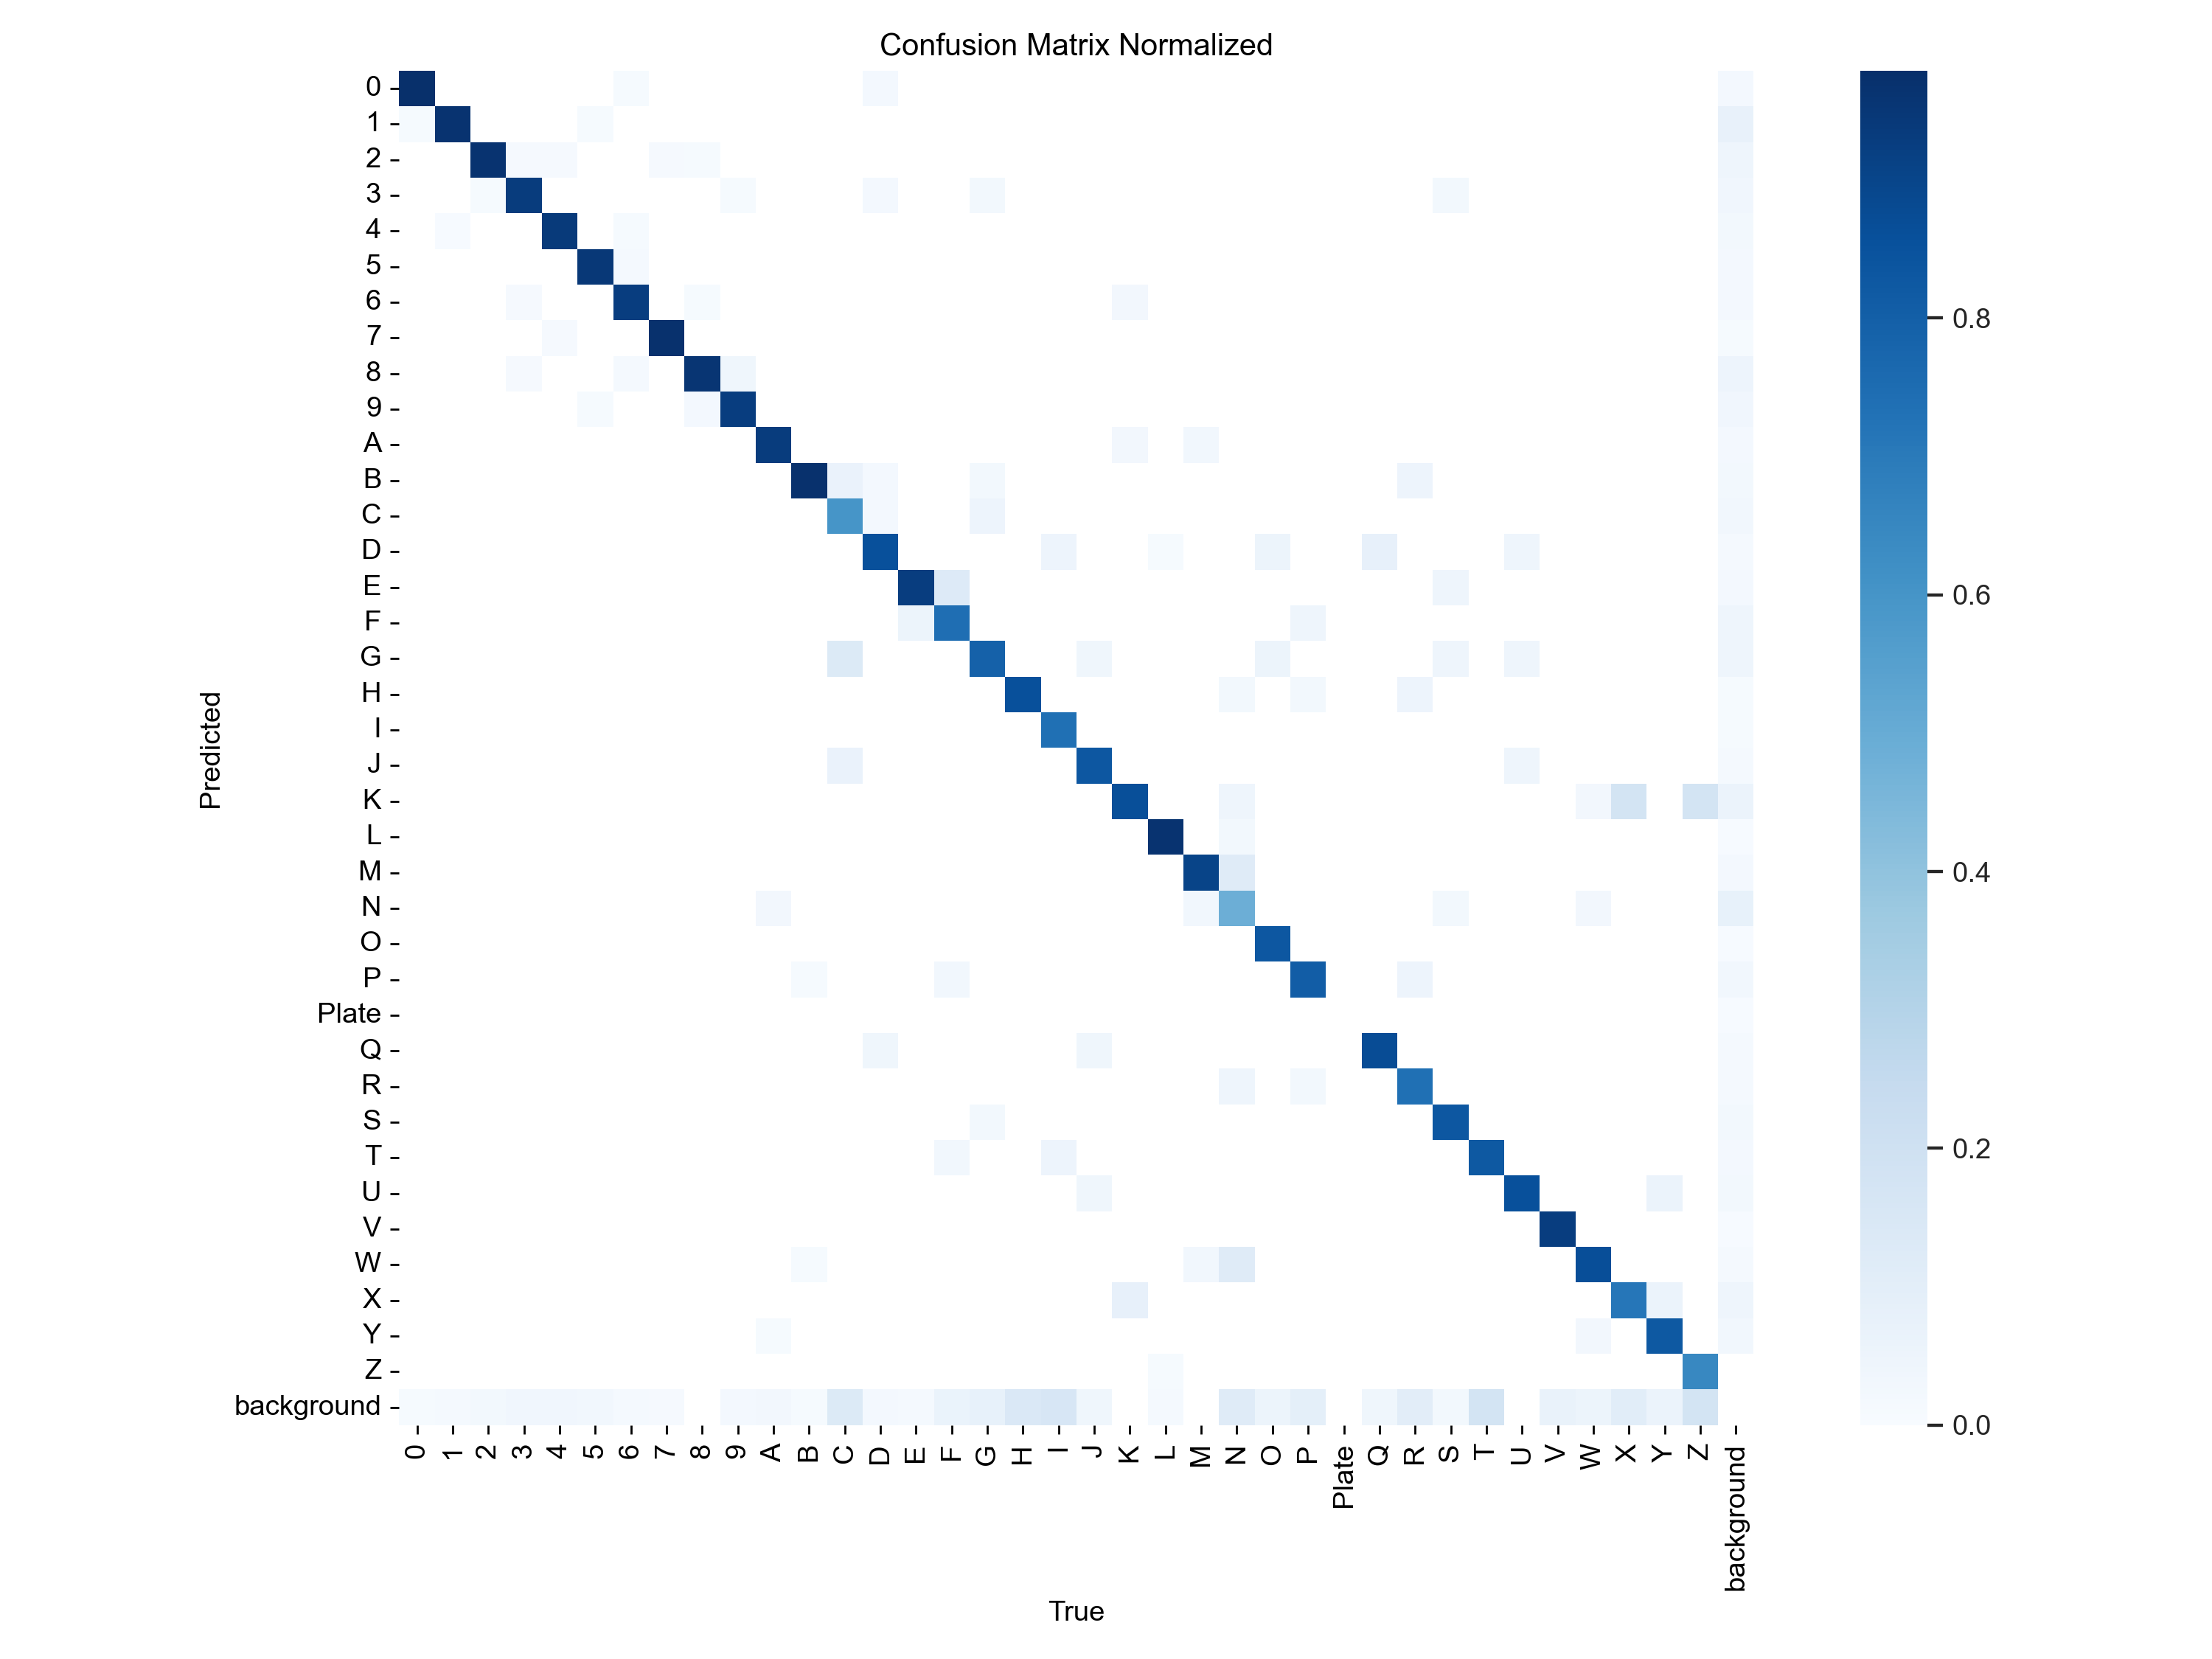 Confusion Matrix Normalized
Predicted
0
1
2
3
4
5
6
7
8
9
A
B
C
D
E
F
G
H
I
J
K
L
M
N
O
P
Plate
Q
R
S
T
U
V
W
X
Y
Z
background
0 1 2 3 4 5 6 7 8 9 A B C D E F G H I J K L M N O P Plate Q R S T U V W X Y Z background
True
0.8
0.6
0.4
0.2
0.0